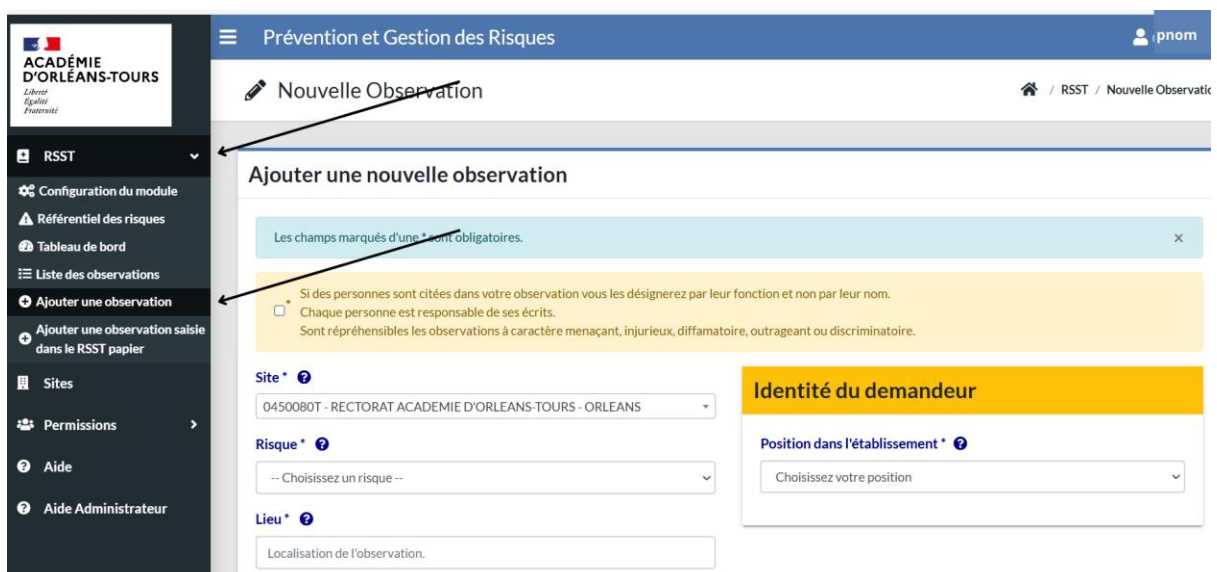 ACADÉMIE
D'ORLÉANS-TOURS
Liberté
Égalité
Fraternité
Prévention et Gestion des Risques
pnom
Nouvelle Observation
/ RSST / Nouvelle Observatio
RSST
Configuration du module
Référentiel des risques
Tableau de bord
Liste des observations
Ajouter une observation
Ajouter une observation saisie
dans le RSST papier
Sites
Permissions
Aide
Aide Administrateur
Ajouter une nouvelle observation
Les champs marqués d'une * sont obligatoires.
×
*
Si des personnes sont citées dans votre observation vous les désignerez par leur fonction et non par leur nom.
Chaque personne est responsable de ses écrits.
Sont répréhensibles les observations à caractère menaçant, injurieux, diffamatoire, outrageant ou discriminatoire.
Site *
0450080T - RECTORAT ACADEMIE D'ORLEANS-TOURS - ORLEANS
Risque *
-- Choisissez un risque --
Lieu *
Localisation de l'observation.
Identité du demandeur
Position dans l'établissement *
Choisissez votre position